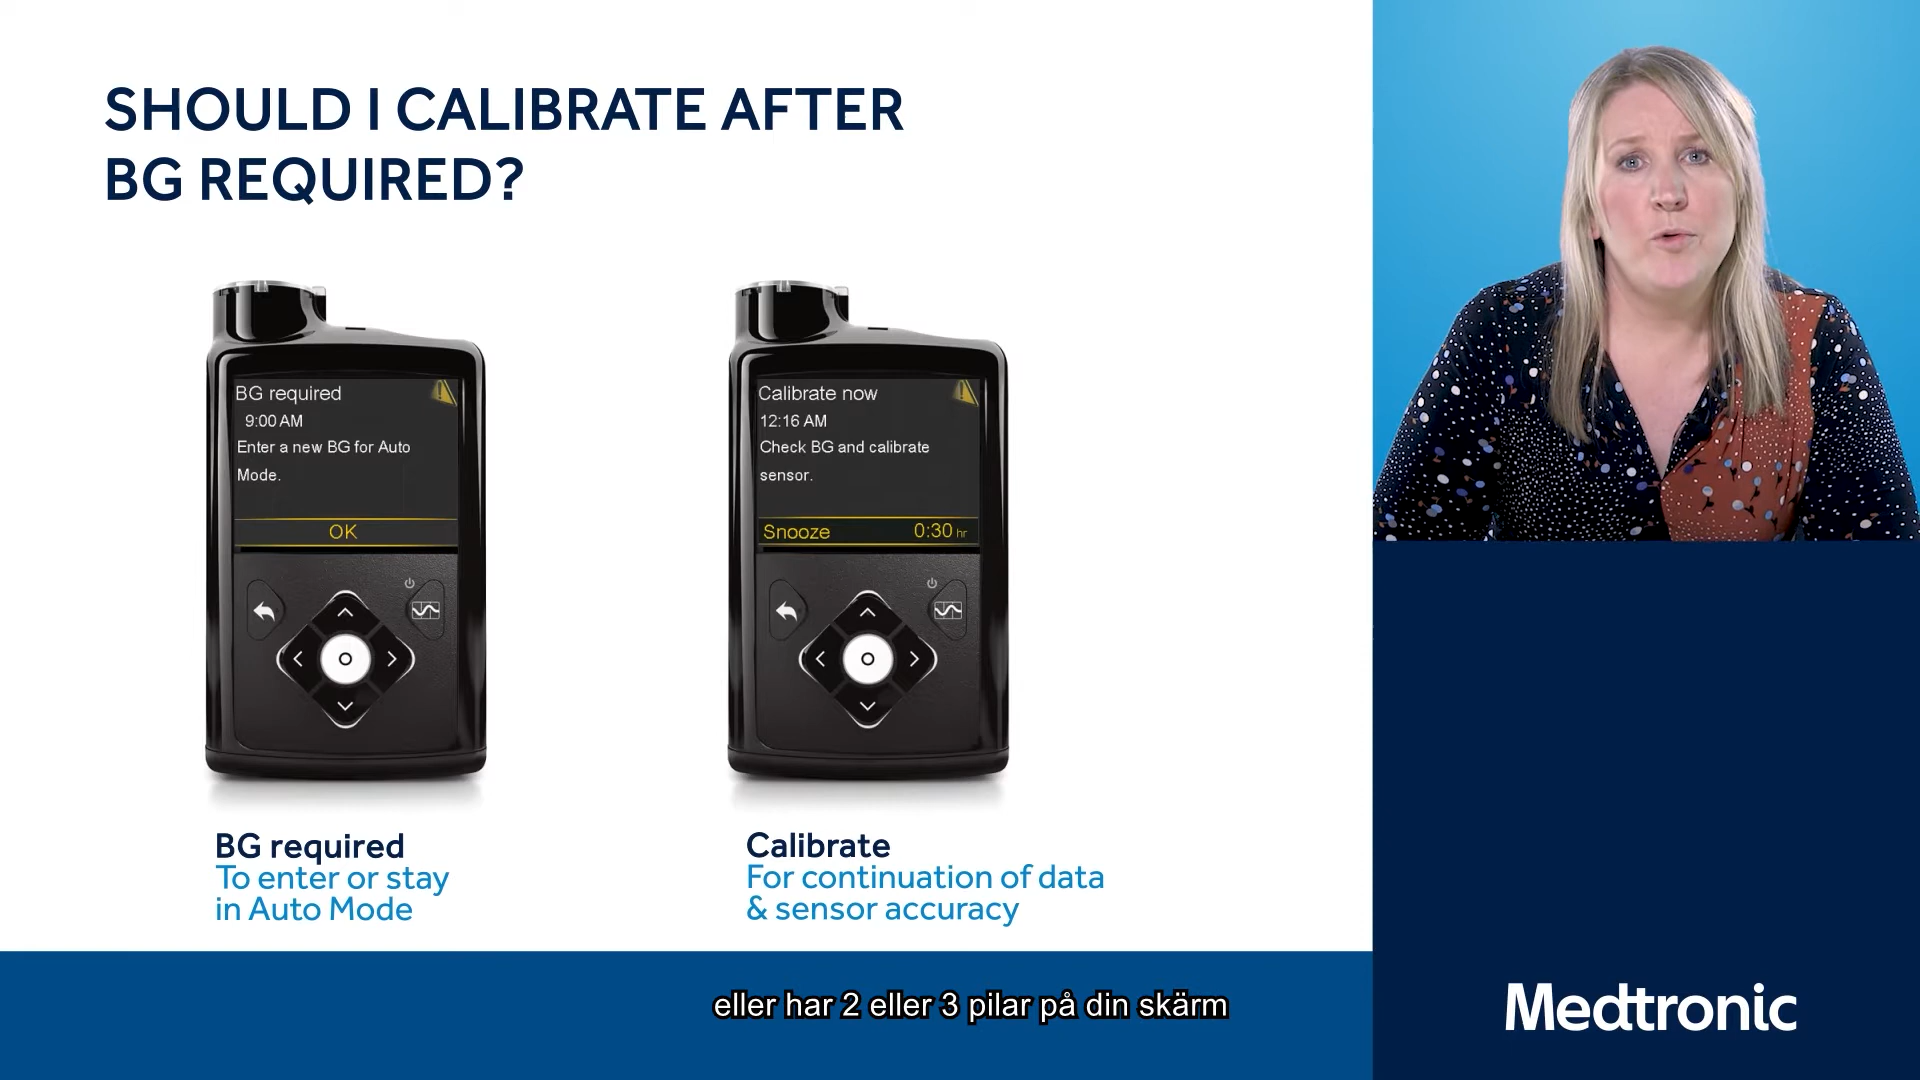 SHOULD I CALIBRATE AFTER
BG REQUIRED?
BG required
9:00 AM
Enter a new BG for Auto
Mode.
OK
Calibrate now
12:16 AM
Check BG and calibrate
sensor.
Snooze 0:30 hr
BG required
To enter or stay
in Auto Mode
Calibrate
For continuation of data
& sensor accuracy
eller har 2 eller 3 pilar på din skärm
Medtronic